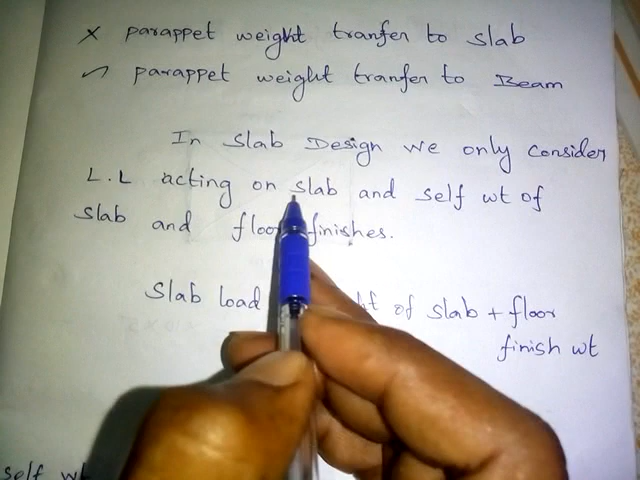 × parappet weight tranfer to slab
✓ parappet weight tranfer to Beam
In Slab Design we only consider
L.L acting on slab and self wt of
slab and floor finishes.
Slab load of slab + floor
finish wt
self wt